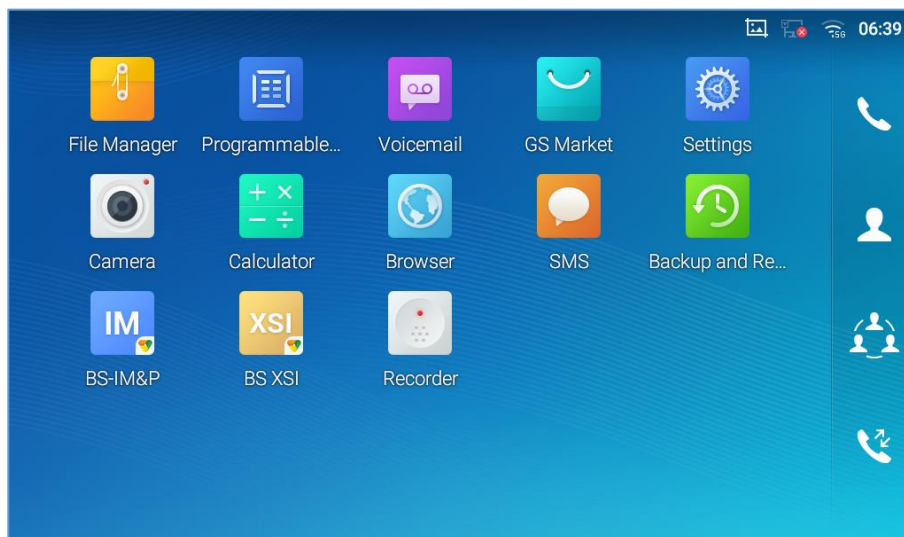 5G 06:39
File Manager Programmable... Voicemail GS Market Settings
Camera Calculator Browser SMS Backup and Re...
IM XSI
BS-IM&P BS XSI Recorder